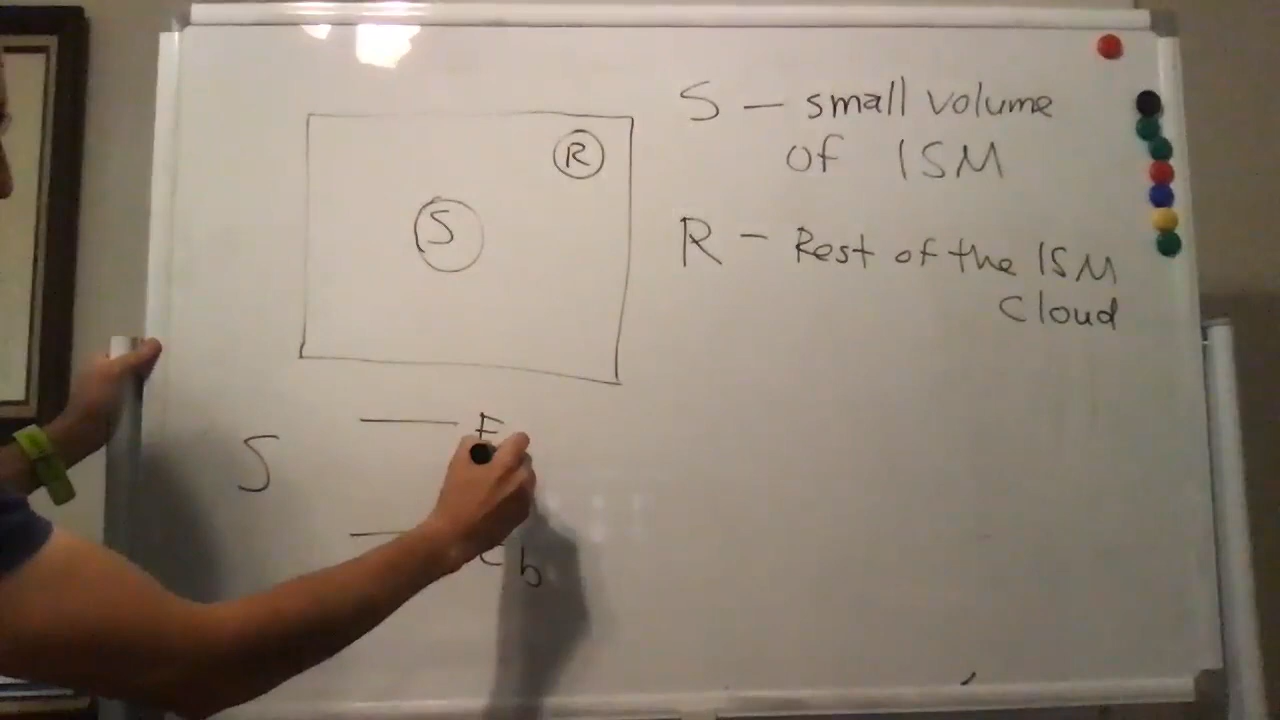 S — small volume
of ISM
R — Rest of the ISM
Cloud
R
S
S
E
b